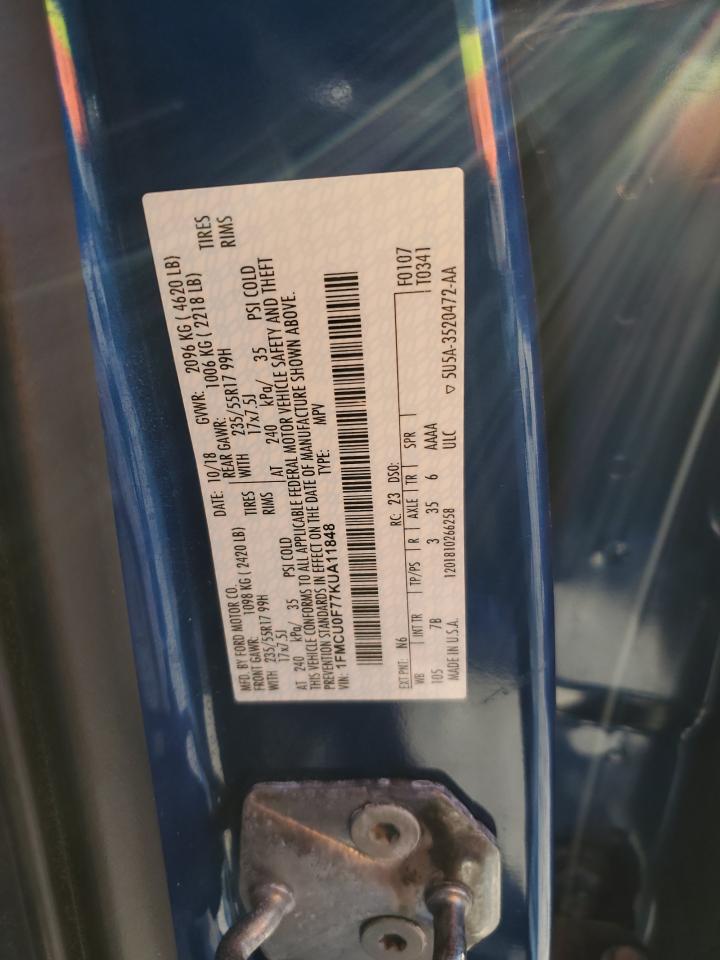 MFD. BY FORD MOTOR CO. DATE: 10/18 GVWR: 2096 KG ( 4620 LB)
FRONT GAWR: 1098 KG ( 2420 LB) REAR GAWR: 1006 KG ( 2218 LB)
WITH 235/55R17 99H TIRES WITH 235/55R17 99H TIRES
17x7.5J RIMS 17x7.5J RIMS
AT 240 kPa/ 35 PSI COLD AT 240 kPa/ 35 PSI COLD
THIS VEHICLE CONFORMS TO ALL APPLICABLE FEDERAL MOTOR VEHICLE SAFETY AND THEFT
PREVENTION STANDARDS IN EFFECT ON THE DATE OF MANUFACTURE SHOWN ABOVE.
VIN: 1FMCU0F77KUA11848 TYPE: MPV
EXT PNT: N6 RC: 23 DSO: F0107
WB INT TR TP/PS R AXLE TR SPR T0341
105 7B 3 35 6 AAAA
MADE IN U.S.A. 1201810266258 ULC ▽ 5U5A-3520472-AA